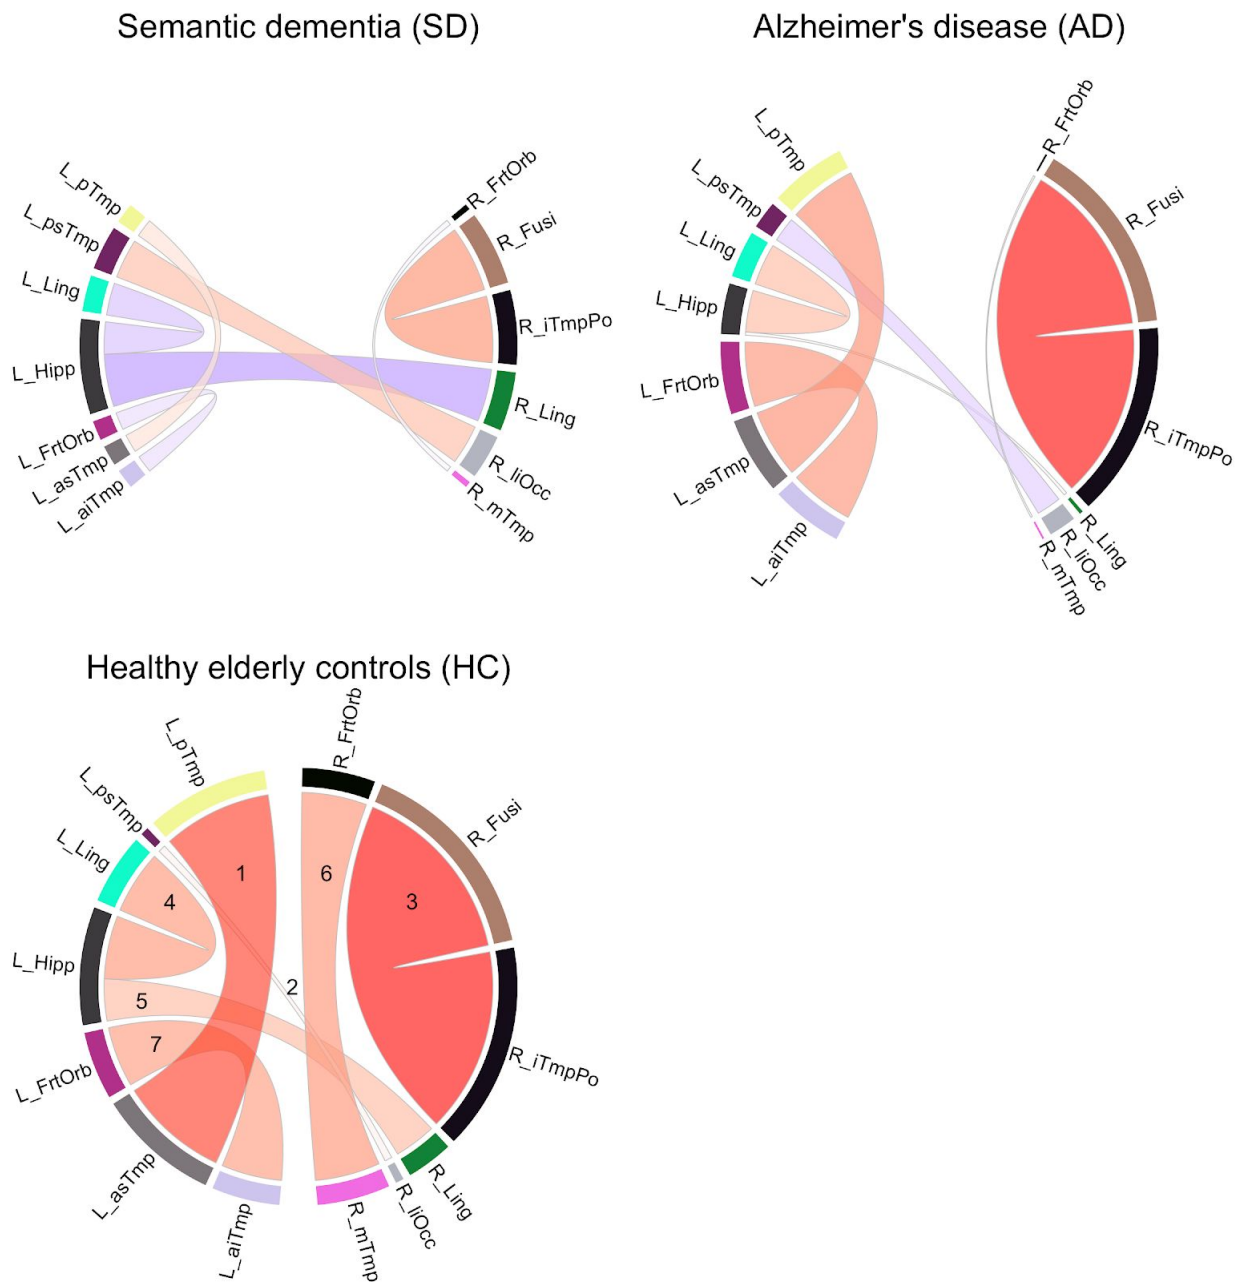 Semantic dementia (SD)
L_pTmp
L_psTmp
L_Ling
L_Hipp
L_FrtOrb
L_asTmp
L_aiTmp
R_FrtOrb
R_Fusi
R_iTmpPo
R_Ling
R_liOcc
R_mTmp
Alzheimer's disease (AD)
L_pTmp
L_psTmp
L_Ling
L_Hipp
L_FrtOrb
L_asTmp
L_aiTmp
R_FrtOrb
R_Fusi
R_iTmpPo
R_Ling
R_liOcc
R_mTmp
Healthy elderly controls (HC)
L_pTmp
L_psTmp
L_Ling
L_Hipp
L_FrtOrb
L_asTmp
L_aiTmp
R_FrtOrb
R_Fusi
R_iTmpPo
R_Ling
R_liOcc
R_mTmp
1
6
3
4
2
5
7